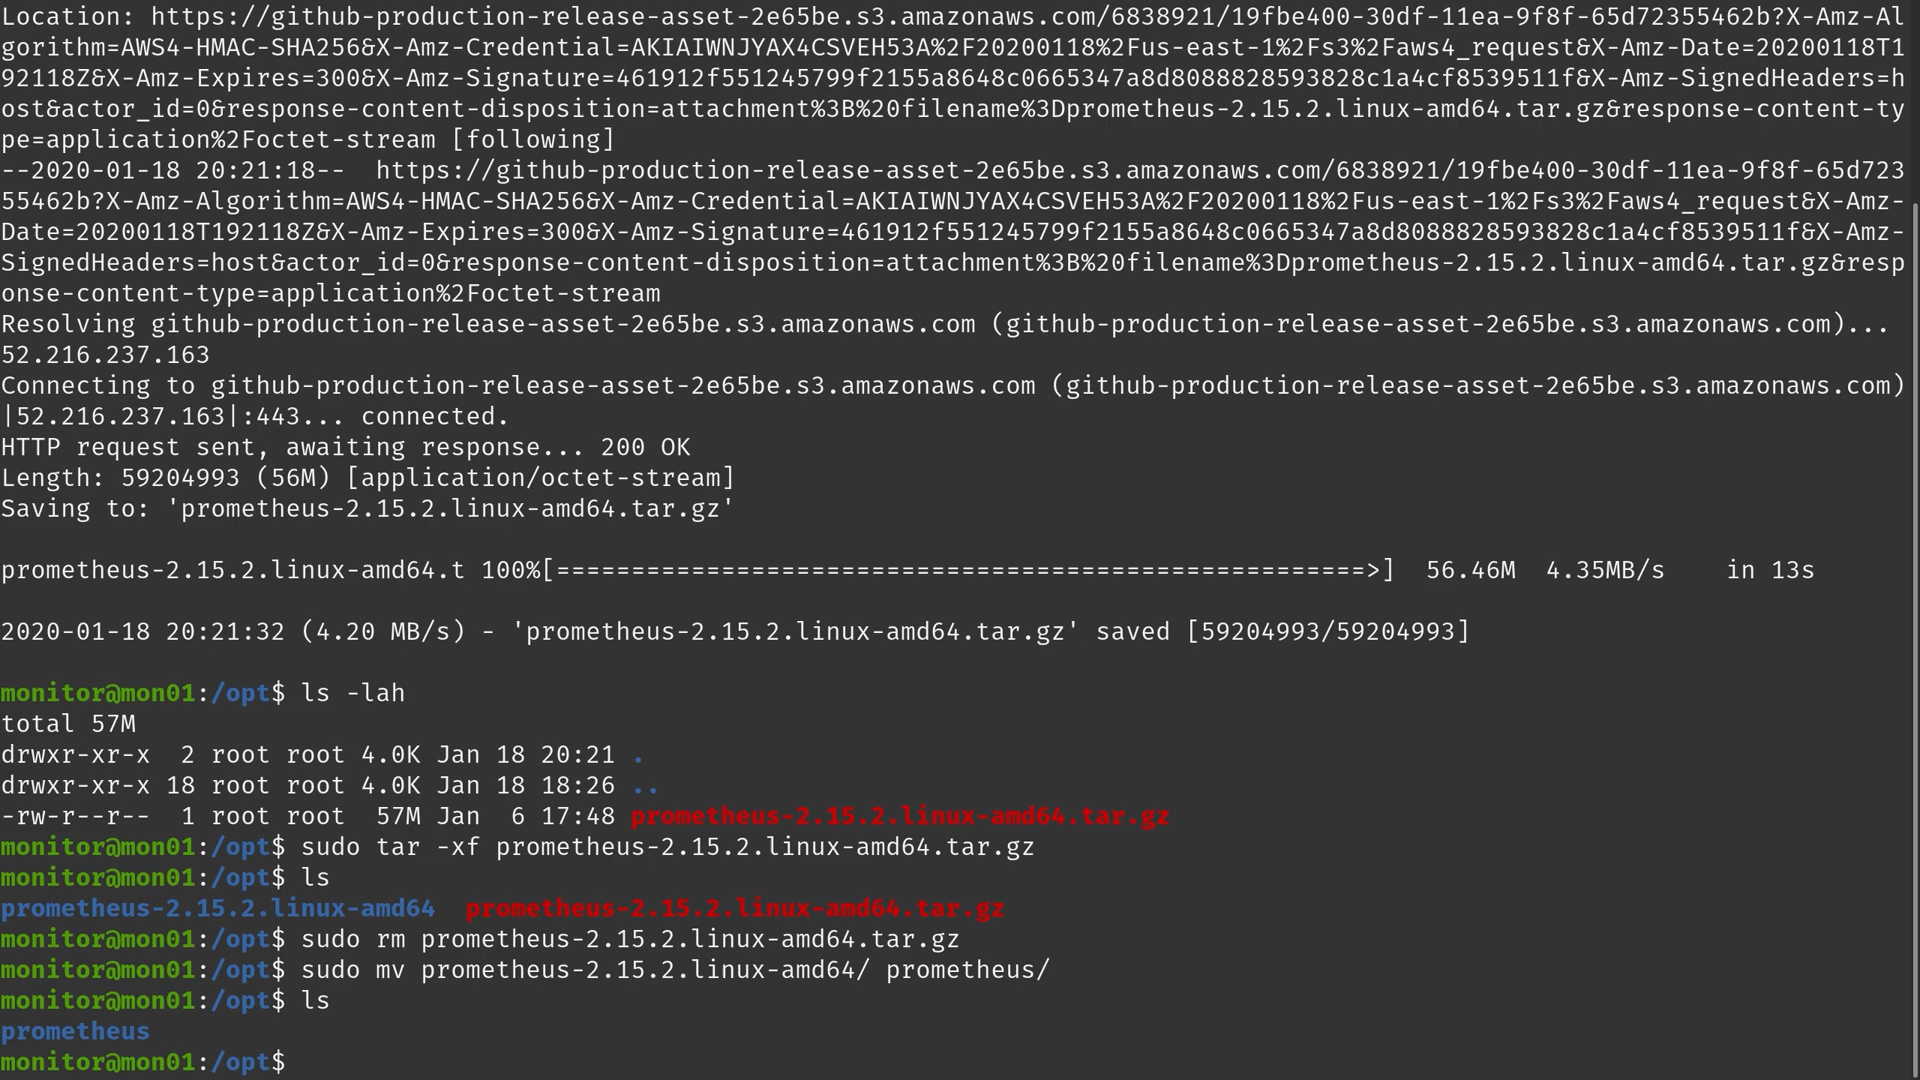 Location: https://github-production-release-asset-2e65be.s3.amazonaws.com/6838921/19fbe400-30df-11ea-9f8f-65d72355462b?X-Amz-Al
gorithm=AWS4-HMAC-SHA256&X-Amz-Credential=AKIAIWNJYAX4CSVEH53A%2F20200118%2Fus-east-1%2Fs3%2Faws4_request&X-Amz-Date=20200118T1
92118Z&X-Amz-Expires=300&X-Amz-Signature=461912f551245799f2155a8648c0665347a8d8088828593828c1a4cf8539511f&X-Amz-SignedHeaders=h
ost&actor_id=0&response-content-disposition=attachment%3B%20filename%3Dprometheus-2.15.2.linux-amd64.tar.gz&response-content-ty
pe=application%2Foctet-stream [following]
--2020-01-18 20:21:18--  https://github-production-release-asset-2e65be.s3.amazonaws.com/6838921/19fbe400-30df-11ea-9f8f-65d723
55462b?X-Amz-Algorithm=AWS4-HMAC-SHA256&X-Amz-Credential=AKIAIWNJYAX4CSVEH53A%2F20200118%2Fus-east-1%2Fs3%2Faws4_request&X-Amz-
Date=20200118T192118Z&X-Amz-Expires=300&X-Amz-Signature=461912f551245799f2155a8648c0665347a8d8088828593828c1a4cf8539511f&X-Amz-
SignedHeaders=host&actor_id=0&response-content-disposition=attachment%3B%20filename%3Dprometheus-2.15.2.linux-amd64.tar.gz&resp
onse-content-type=application%2Foctet-stream
Resolving github-production-release-asset-2e65be.s3.amazonaws.com (github-production-release-asset-2e65be.s3.amazonaws.com)...
52.216.237.163
Connecting to github-production-release-asset-2e65be.s3.amazonaws.com (github-production-release-asset-2e65be.s3.amazonaws.com)
|52.216.237.163|:443... connected.
HTTP request sent, awaiting response... 200 OK
Length: 59204993 (56M) [application/octet-stream]
Saving to: 'prometheus-2.15.2.linux-amd64.tar.gz'
prometheus-2.15.2.linux-amd64.t 100%[======================================================>]  56.46M  4.35MB/s    in 13s
2020-01-18 20:21:32 (4.20 MB/s) - 'prometheus-2.15.2.linux-amd64.tar.gz' saved [59204993/59204993]
monitor@mon01:/opt$ ls -lah
total 57M
drwxr-xr-x  2 root root 4.0K Jan 18 20:21 .
drwxr-xr-x 18 root root 4.0K Jan 18 18:26 ..
-rw-r--r--  1 root root  57M Jan  6 17:48 prometheus-2.15.2.linux-amd64.tar.gz
monitor@mon01:/opt$ sudo tar -xf prometheus-2.15.2.linux-amd64.tar.gz
monitor@mon01:/opt$ ls
prometheus-2.15.2.linux-amd64  prometheus-2.15.2.linux-amd64.tar.gz
monitor@mon01:/opt$ sudo rm prometheus-2.15.2.linux-amd64.tar.gz
monitor@mon01:/opt$ sudo mv prometheus-2.15.2.linux-amd64/ prometheus/
monitor@mon01:/opt$ ls
prometheus
monitor@mon01:/opt$